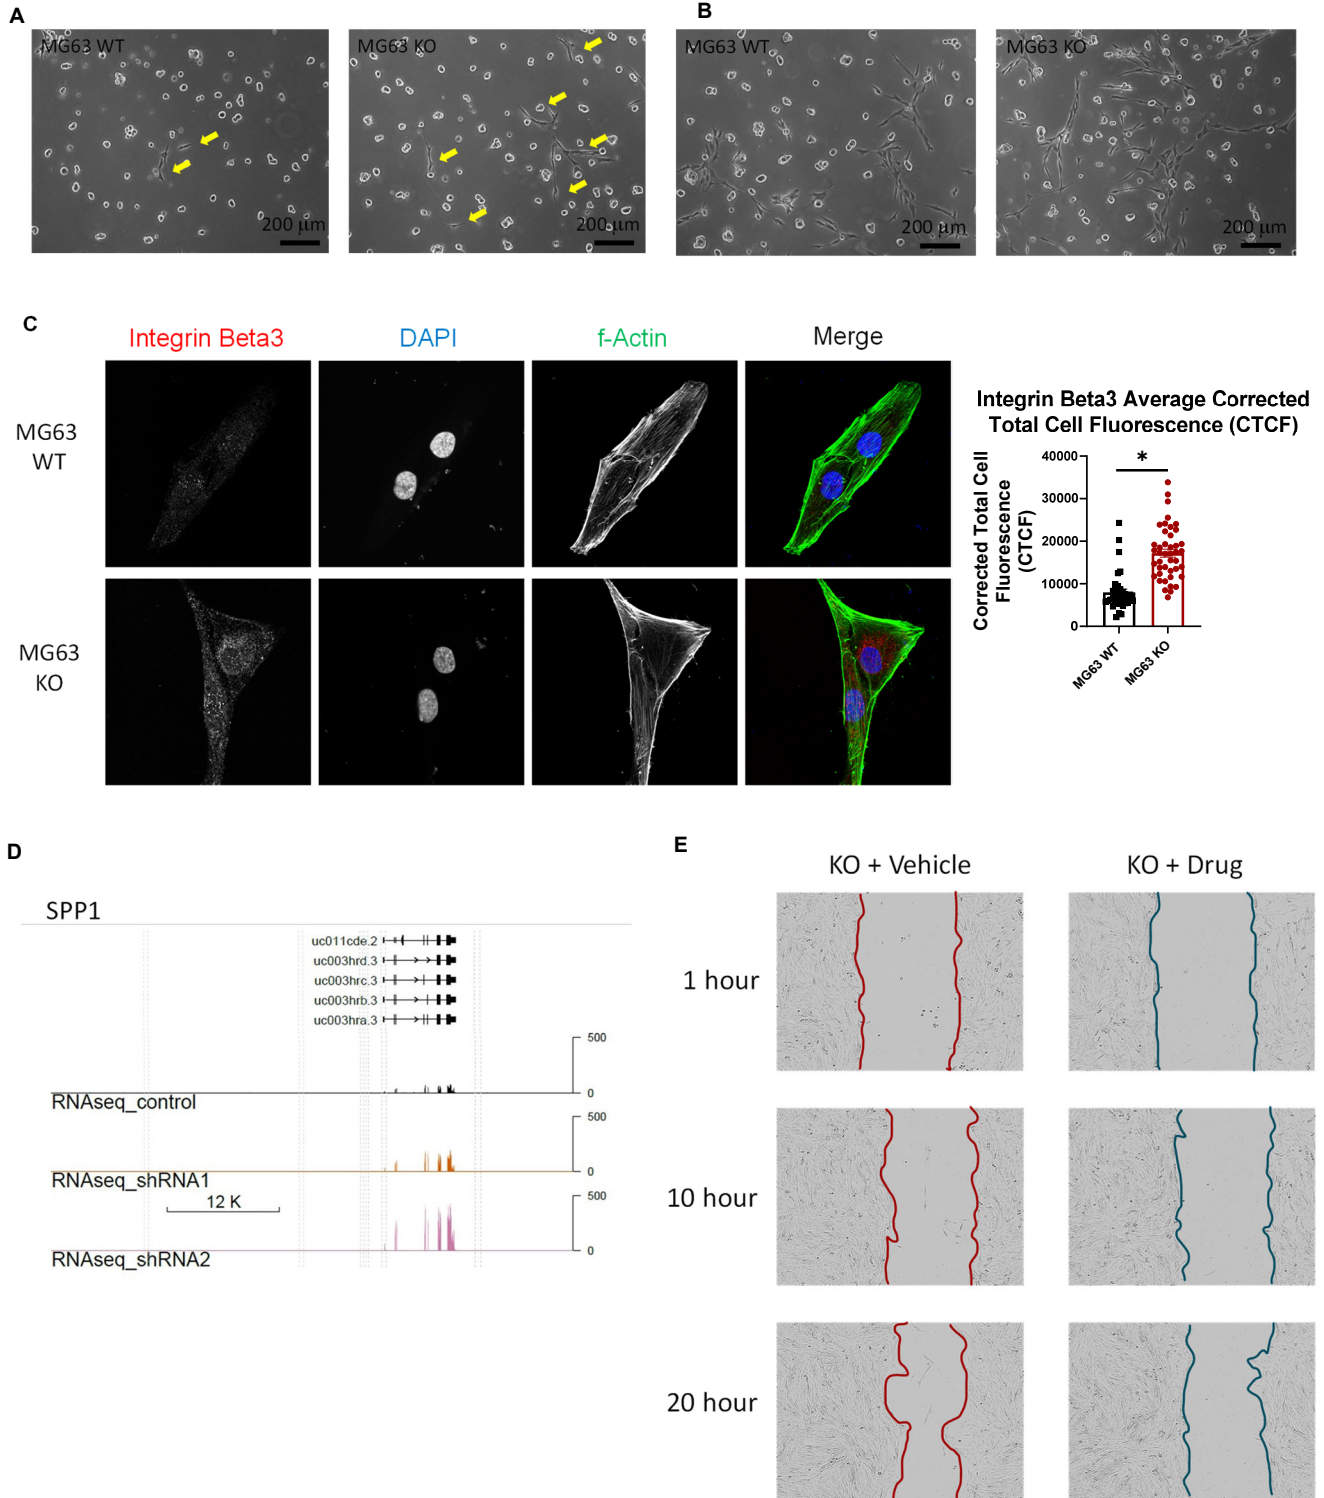 A
B
MG63 WT
MG63 KO
MG63 WT
MG63 KO
200 µm
200 µm
200 µm
200 µm
C
Integrin Beta3
DAPI
f-Actin
Merge
MG63
WT
MG63
KO
Integrin Beta3 Average Corrected
Total Cell Fluorescence (CTCF)
Corrected Total Cell
Fluorescence
(CTCF)
40000
30000
20000
10000
0
*
MG63 WT
MG63 KO
D
SPP1
uc011cde.2
uc003hrd.3
uc003hrc.3
uc003hrb.3
uc003hra.3
500
0
RNAseq_control
500
0
RNAseq_shRNA1
12 K
500
0
RNAseq_shRNA2
E
KO + Vehicle
KO + Drug
1 hour
10 hour
20 hour